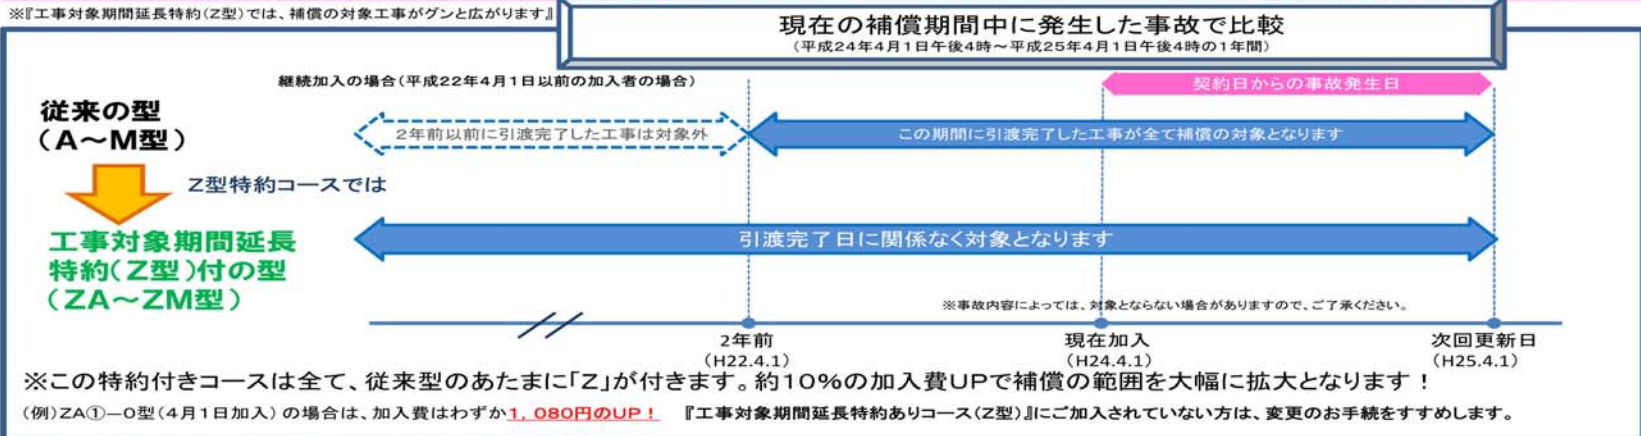 ※『工事対象期間延長特約(Z型)では、補償の対象工事がグンと広がります』
現在の補償期間中に発生した事故で比較
(平成24年4月1日午後4時～平成25年4月1日午後4時の1年間)
継続加入の場合(平成22年4月1日以前の加入者の場合)
契約日からの事故発生日
従来の型
(A～M型)
2年前以前に引渡完了した工事は対象外
この期間に引渡完了した工事が全て補償の対象となります
Z型特約コースでは
工事対象期間延長
特約(Z型)付の型
(ZA～ZM型)
引渡完了日に関係なく対象となります
※事故内容によっては、対象とならない場合がありますので、ご了承ください。
2年前
(H22.4.1)
現在加入
(H24.4.1)
次回更新日
(H25.4.1)
※この特約付きコースは全て、従来型のあたまに「Z」が付きます。約10%の加入費UPで補償の範囲を大幅に拡大となります！
(例)ZA①―0型(4月1日加入)の場合は、加入費はわずか1，080円のUP！ 『工事対象期間延長特約ありコース(Z型)』にご加入されていない方は、変更のお手続をすすめします。